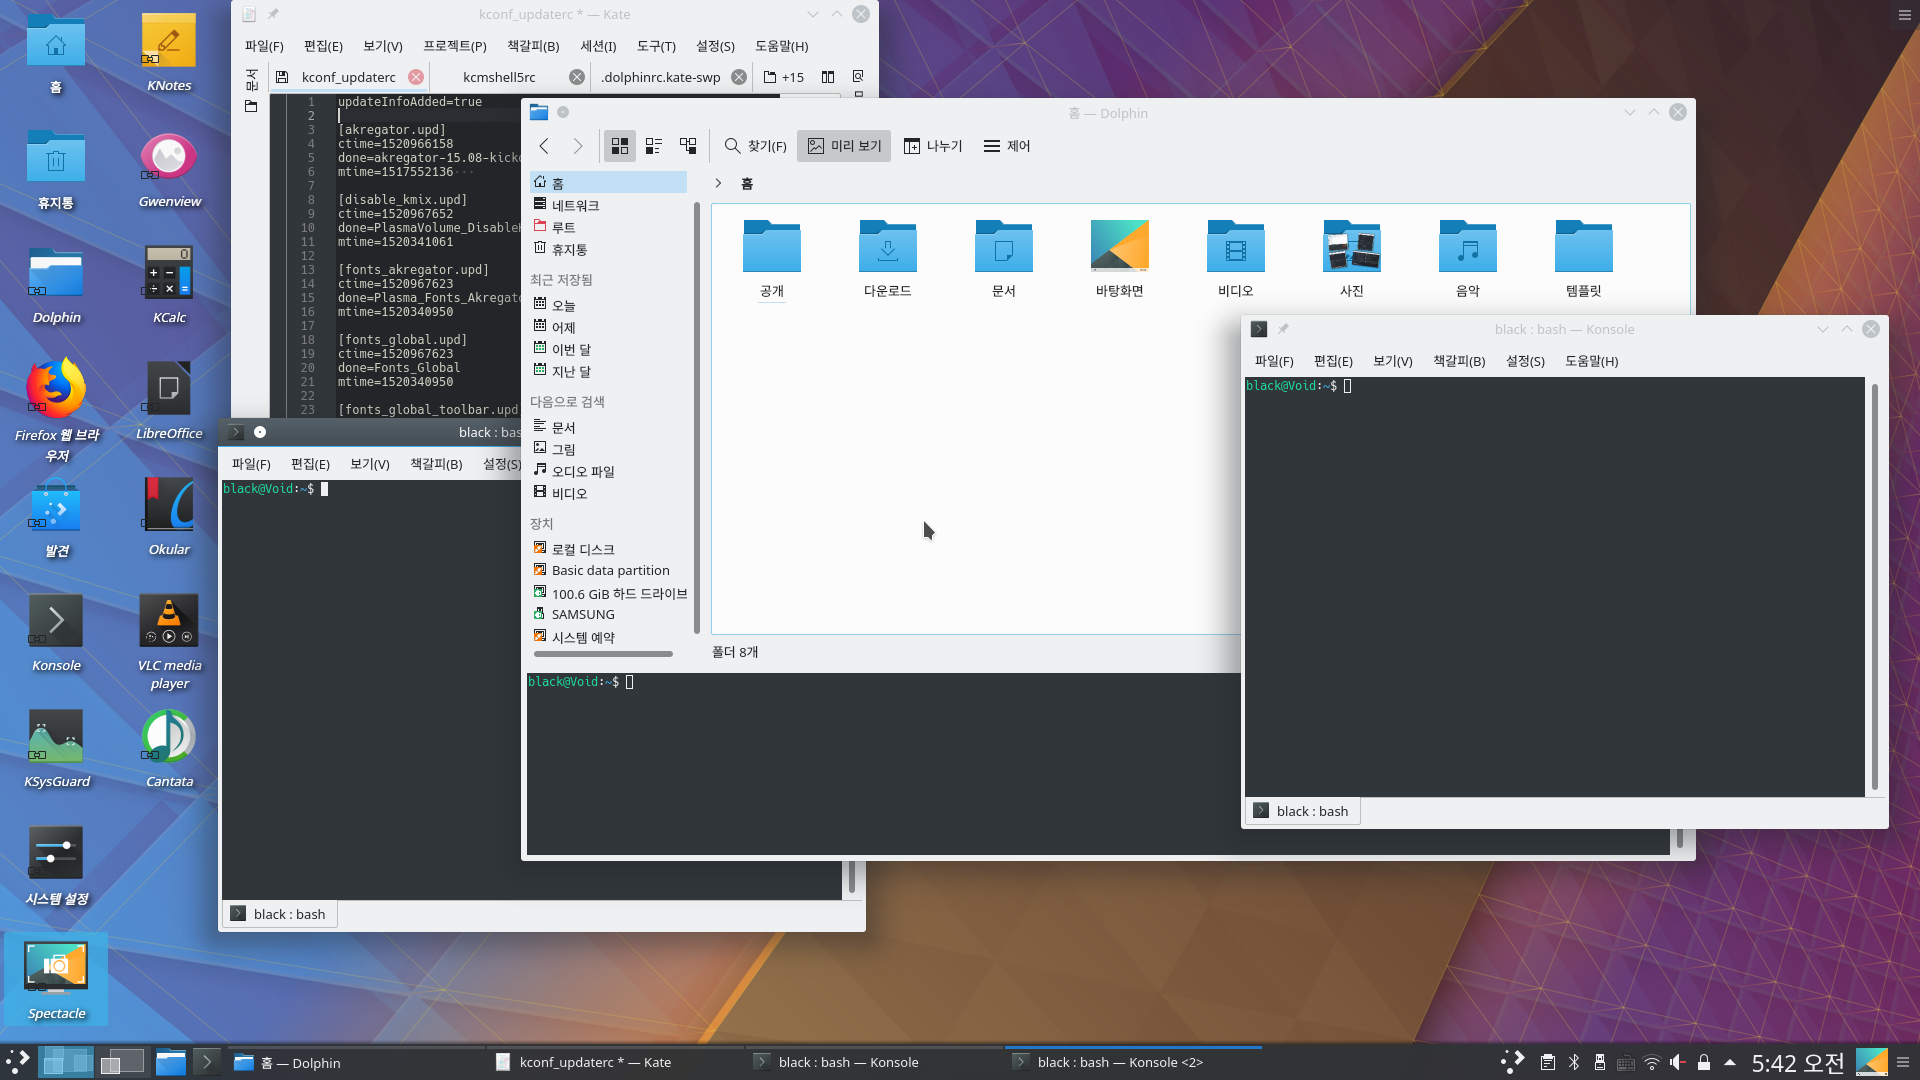 홈
KNotes
휴지통
Gwenview
Dolphin
KCalc
Firefox 웹 브라
우저
LibreOffice
발견
Okular
Konsole
VLC media
player
KSysGuard
Cantata
시스템 설정
Spectacle
kconf_updaterc * — Kate
파일(F) 편집(E) 보기(V) 프로젝트(P) 책갈피(B) 세션(I) 도구(T) 설정(S) 도움말(H)
문서
kconf_updaterc kcmshell5rc .dolphinrc.kate-swp +15
1 updateInfoAdded=true
2
3 [akregator.upd]
4 ctime=1520966158
5 done=akregator-15.08-kick
6 mtime=1517552136
7
8 [disable_kmix.upd]
9 ctime=1520967652
10 done=PlasmaVolume_Disable
11 mtime=1520341061
12
13 [fonts_akregator.upd]
14 ctime=1520967623
15 done=Plasma_Fonts_Akregat
16 mtime=1520340950
17
18 [fonts_global.upd]
19 ctime=1520967623
20 done=Fonts_Global
21 mtime=1520340950
22
23 [fonts_global_toolbar.upd
홈 — Dolphin
찾기(F) 미리 보기 나누기 제어
홈
네트워크
루트
휴지통
최근 저장됨
오늘
어제
이번 달
지난 달
다음으로 검색
문서
그림
오디오 파일
비디오
장치
로컬 디스크
Basic data partition
100.6 GiB 하드 드라이브
SAMSUNG
시스템 예약
홈
공개 다운로드 문서 바탕화면 비디오 사진 음악 템플릿
폴더 8개
black@Void:~$
black : bas
파일(F) 편집(E) 보기(V) 책갈피(B) 설정(S)
black@Void:~$
black : bash
black : bash — Konsole
파일(F) 편집(E) 보기(V) 책갈피(B) 설정(S) 도움말(H)
black@Void:~$
black : bash
홈 — Dolphin
kconf_updaterc * — Kate
black : bash — Konsole
black : bash — Konsole <2>
5:42 오전